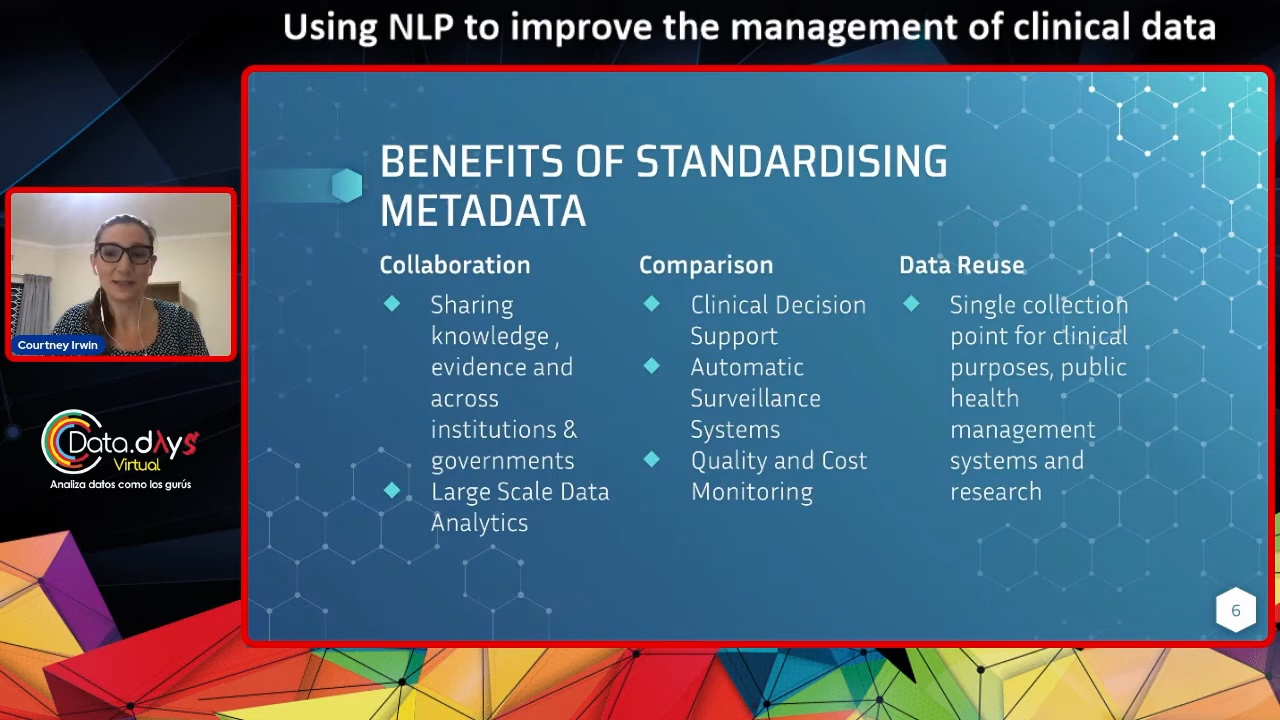 Using NLP to improve the management of clinical data
BENEFITS OF STANDARDISING
METADATA
Collaboration
Sharing
knowledge ,
evidence and
across
institutions &
governments
Large Scale Data
Analytics
Comparison
Clinical Decision
Support
Automatic
Surveillance
Systems
Quality and Cost
Monitoring
Data Reuse
Single collection
point for clinical
purposes, public
health
management
systems and
research
6
Courtney Irwin
Data.dAys
Virtual
Analiza datos como los gurús